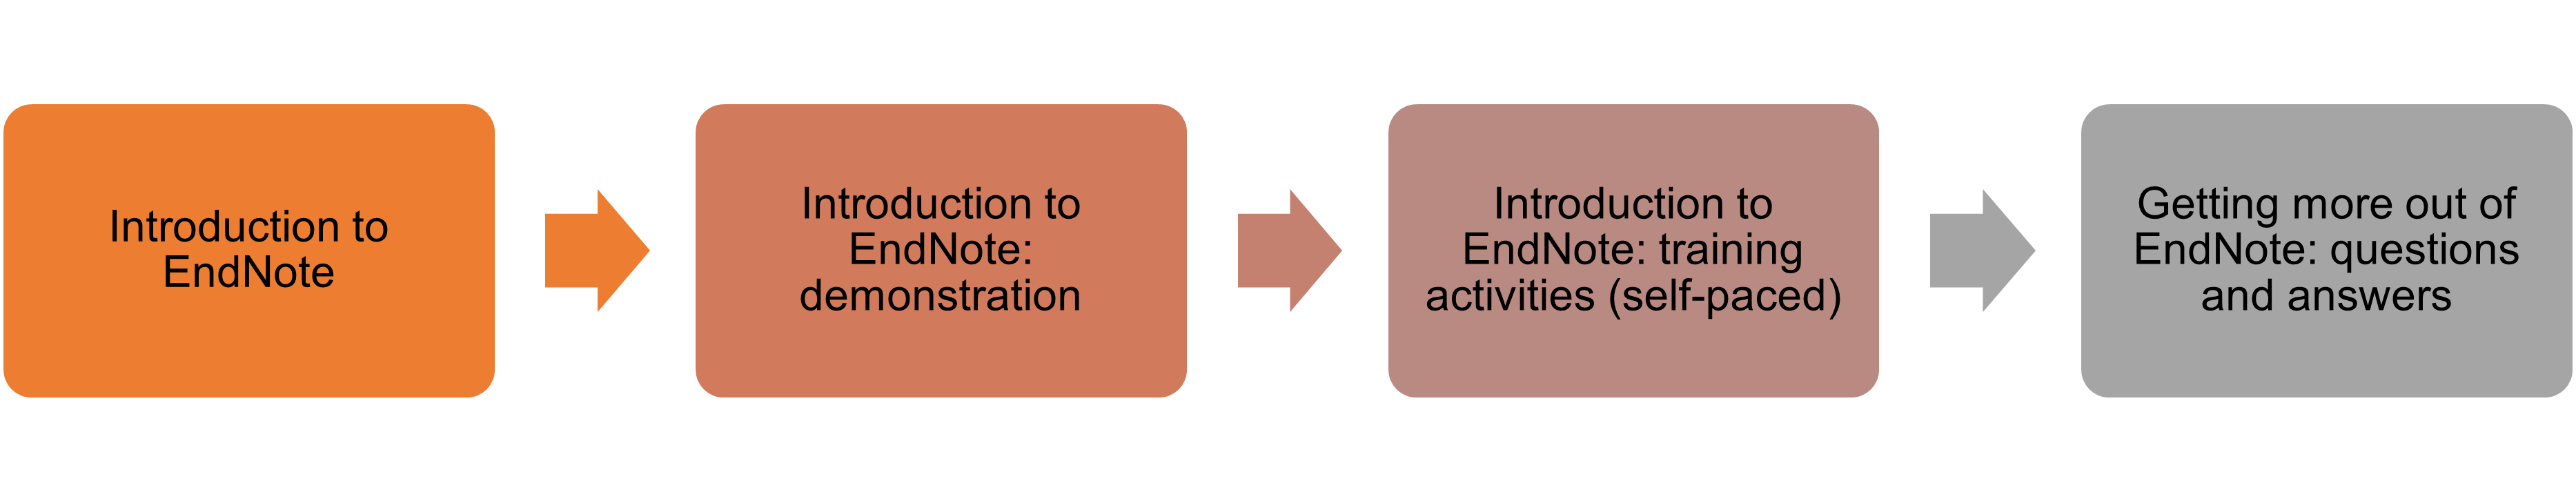 Introduction to
EndNote
Introduction to
EndNote:
demonstration
Introduction to
EndNote: training
activities (self-paced)
Getting more out of
EndNote: questions
and answers